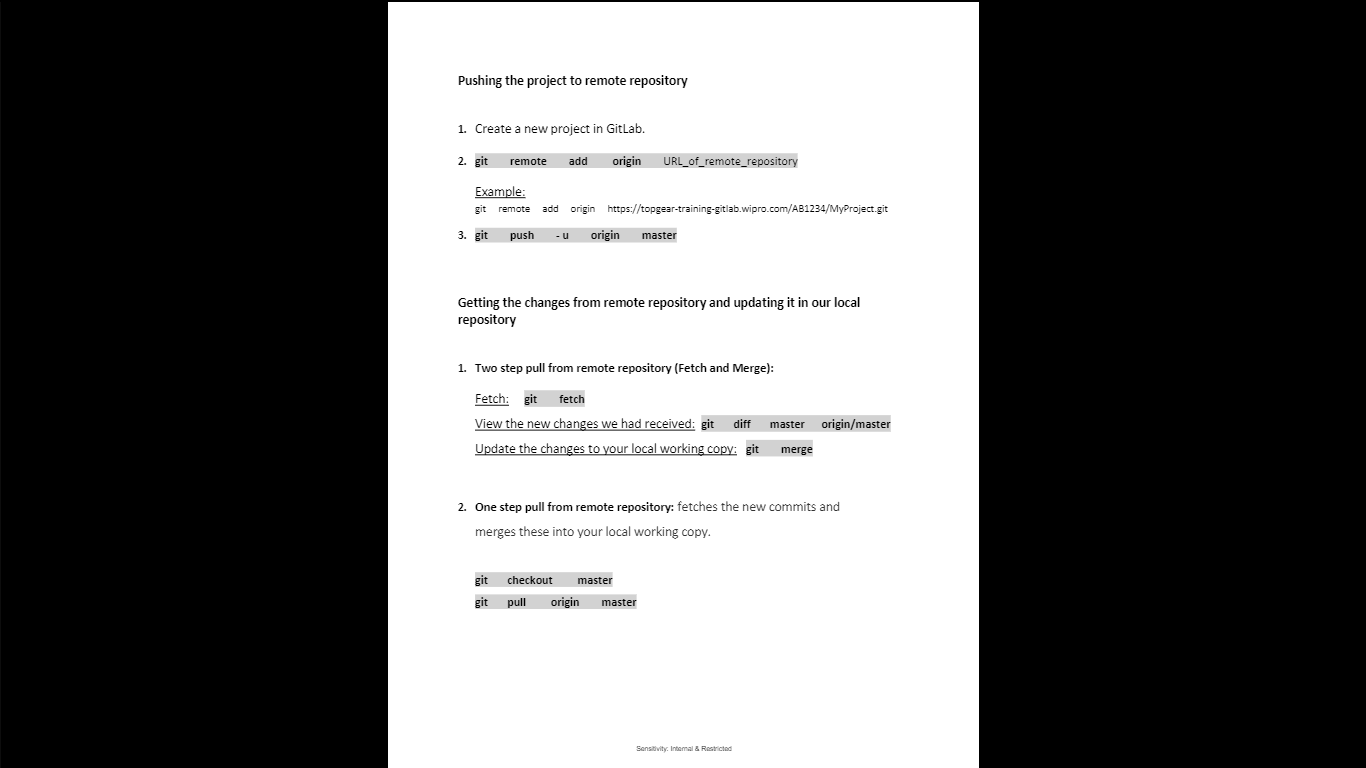 Pushing the project to remote repository
1. Create a new project in GitLab.
2. git remote add origin URL_of_remote_repository
Example:
git remote add origin https://topgear-training-gitlab.wipro.com/AB1234/MyProject.git
3. git push - u origin master
Getting the changes from remote repository and updating it in our local
repository
1. Two step pull from remote repository (Fetch and Merge):
Fetch: git fetch
View the new changes we had received: git diff master origin/master
Update the changes to your local working copy: git merge
2. One step pull from remote repository: fetches the new commits and
merges these into your local working copy.
git checkout master
git pull origin master
Sensitivity: Internal & Restricted